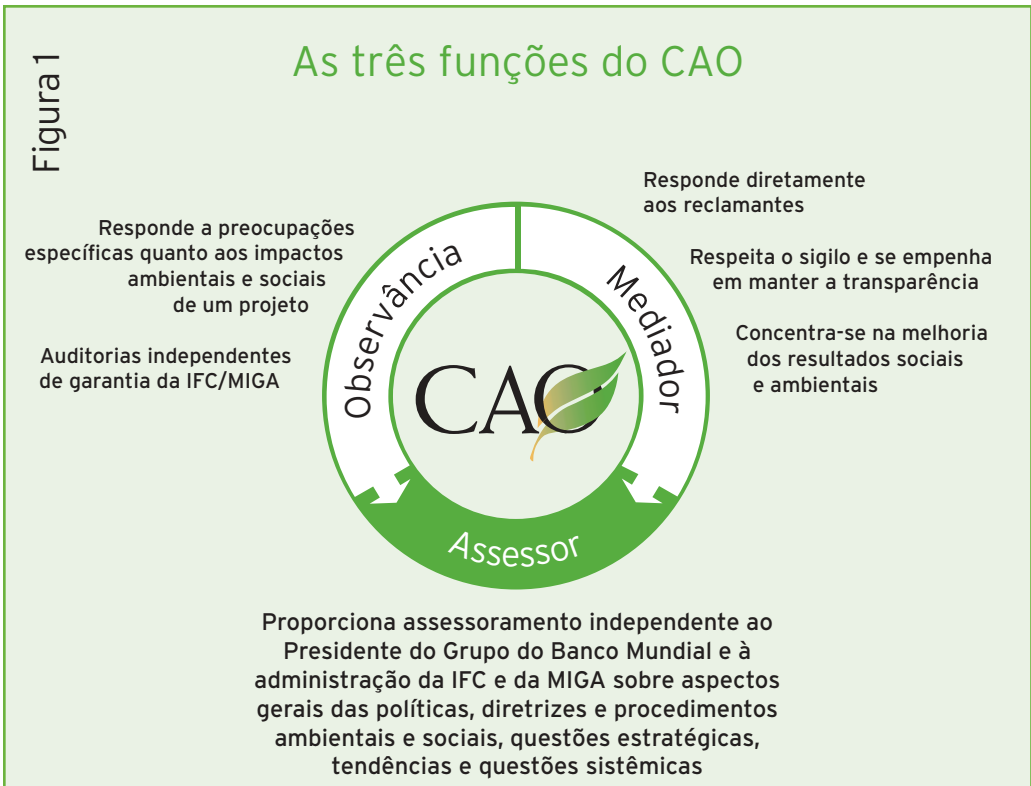 Figura 1
As três funções do CAO
Responde a preocupações
específicas quanto aos impactos
ambientais e sociais
de um projeto
Auditorias independentes
de garantia da IFC/MIGA
Observância
CAO
Mediador
Responde diretamente
aos reclamantes
Respeita o sigilo e se empenha
em manter a transparência
Concentra-se na melhoria
dos resultados sociais
e ambientais
Assessor
Proporciona assessoramento independente ao
Presidente do Grupo do Banco Mundial e à
administração da IFC e da MIGA sobre aspectos
gerais das políticas, diretrizes e procedimentos
ambientais e sociais, questões estratégicas,
tendências e questões sistêmicas